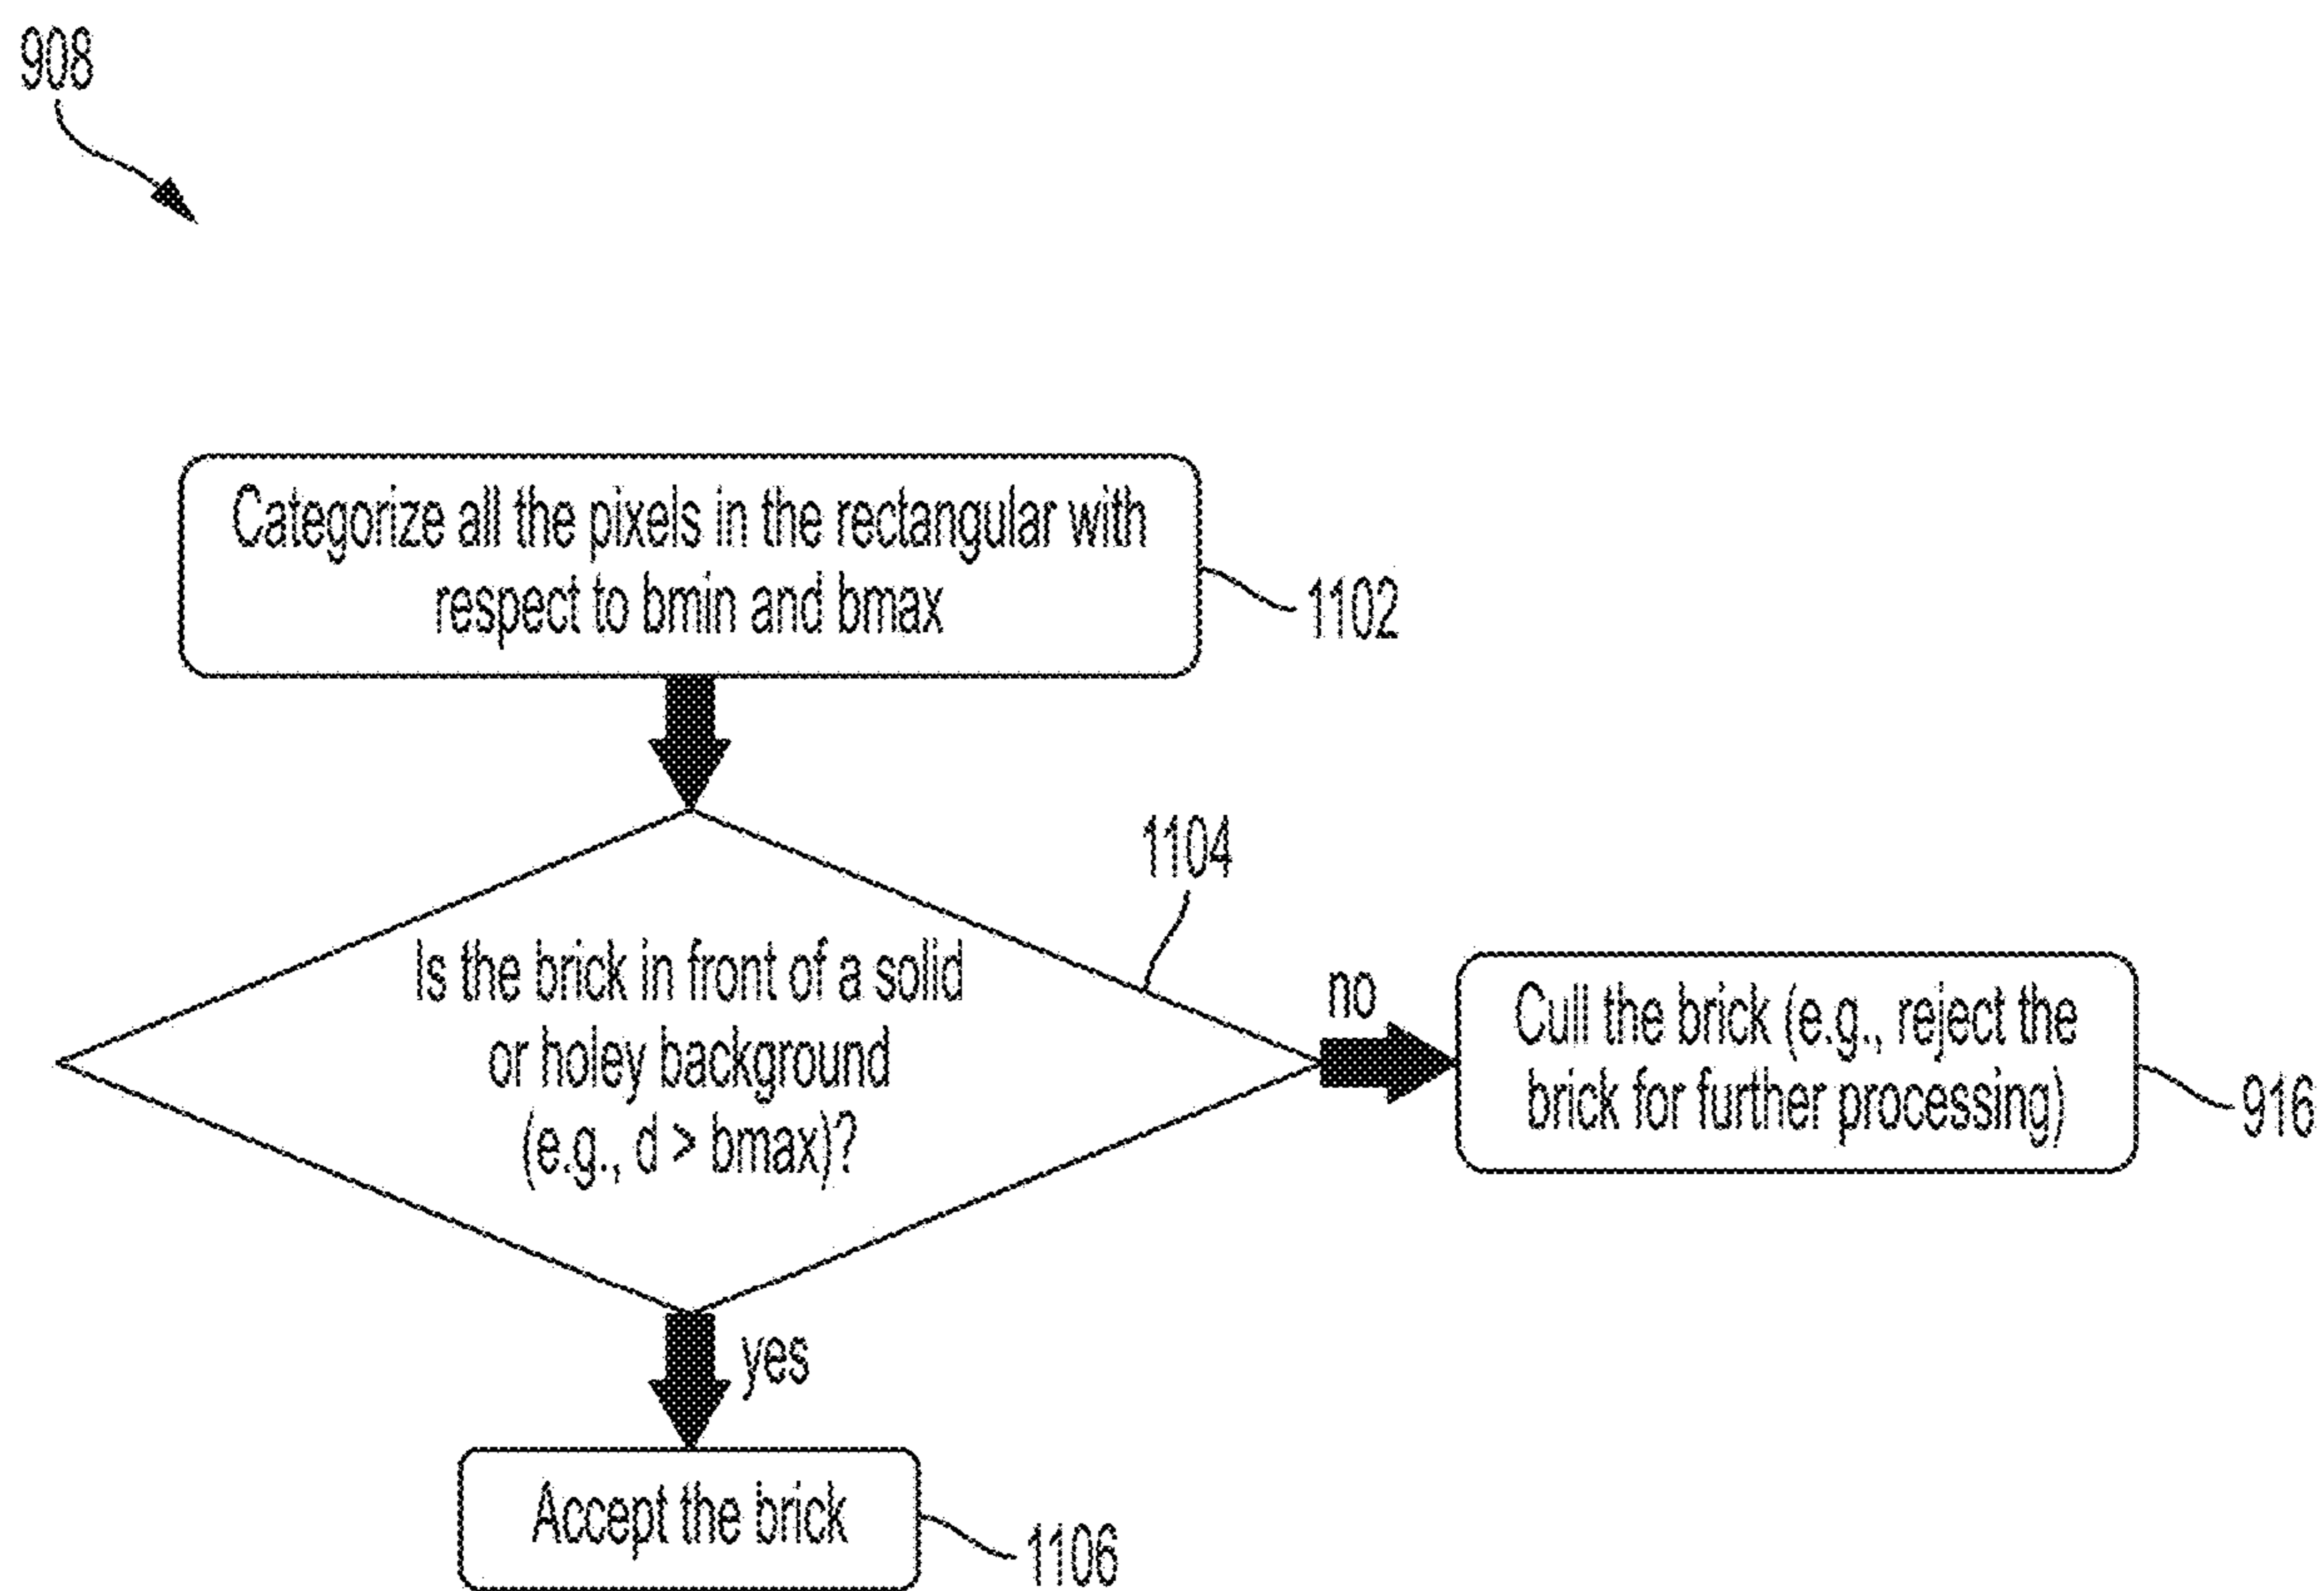 908
Categorize all the pixels in the rectangular with
respect to bmin and bmax
1102
1104
Is the brick in front of a solid
or holey background
(e.g., d > bmax)?
no
Cull the brick (e.g., reject the
brick for further processing)
916
yes
Accept the brick
1106